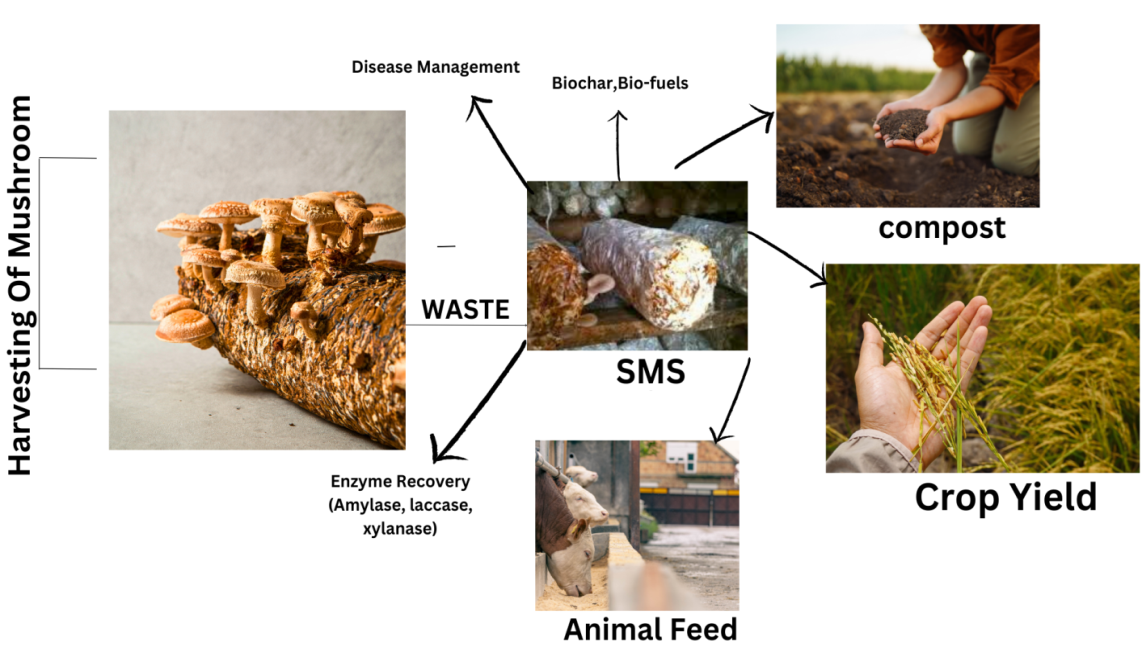 Harvesting Of Mushroom
Disease Management
Biochar,Bio-fuels
compost
WASTE
SMS
Crop Yield
Enzyme Recovery
(Amylase, laccase,
xylanase)
Animal Feed